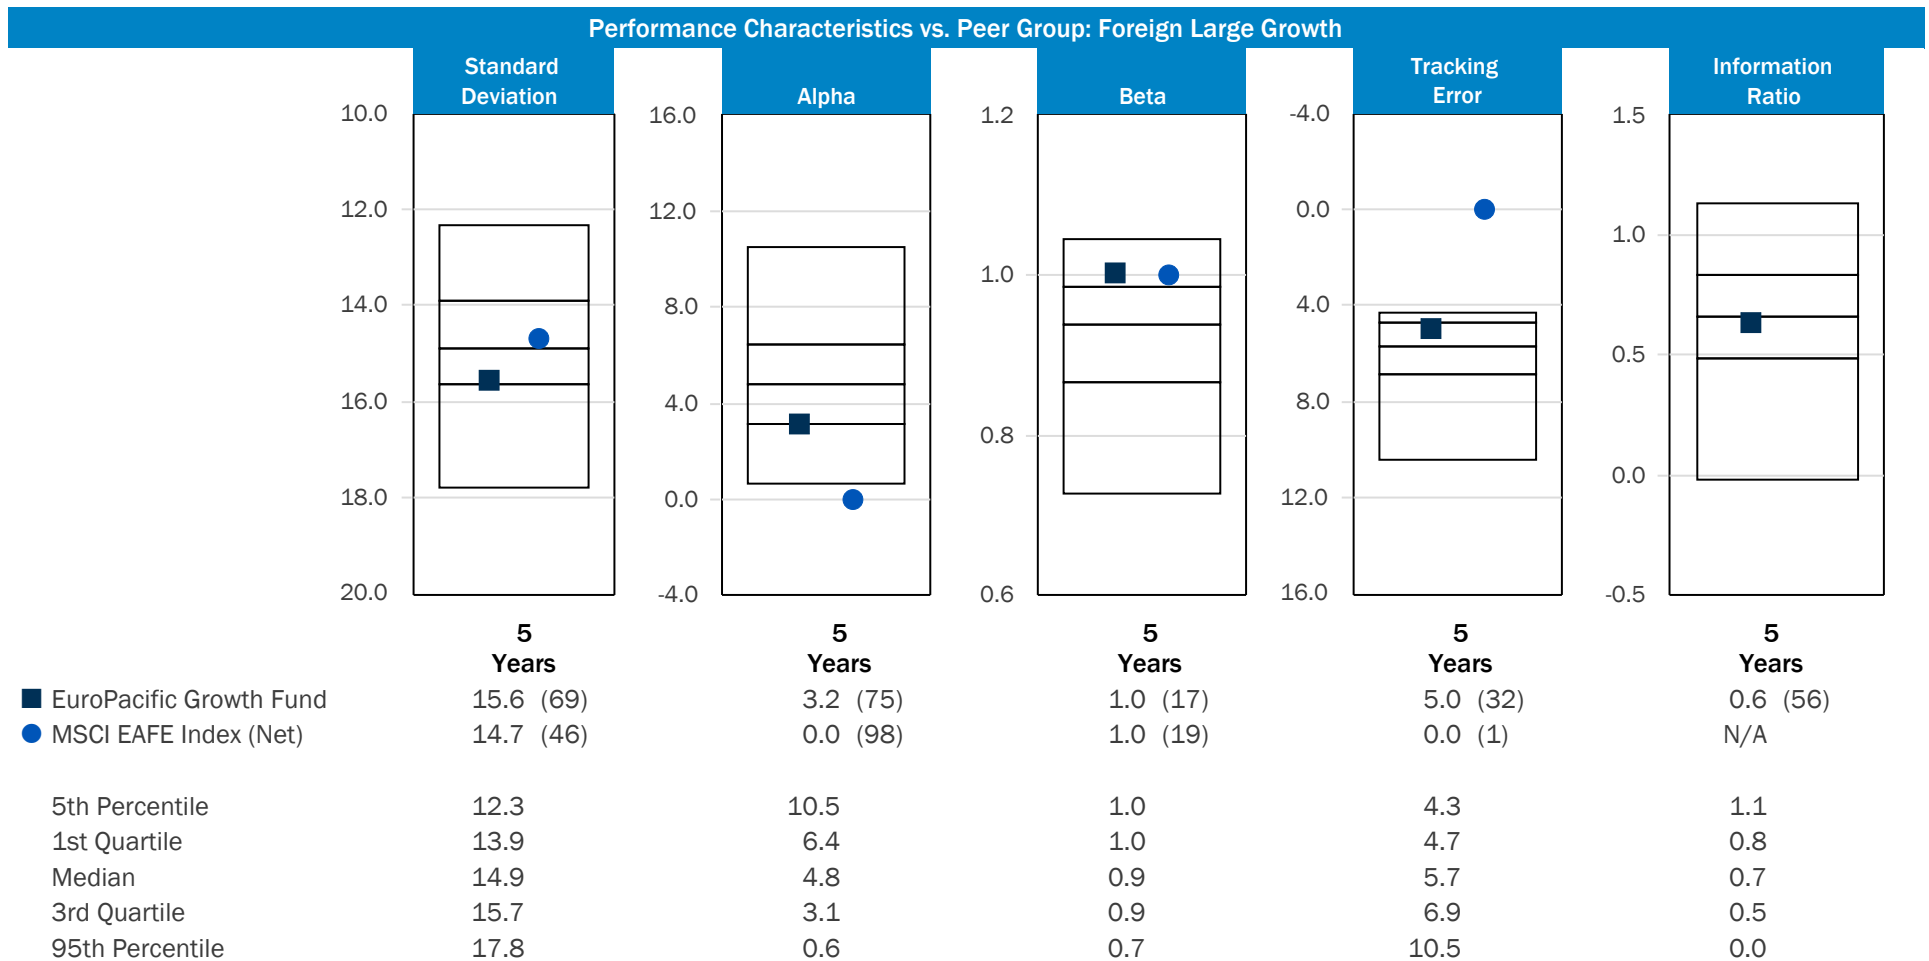 Performance Characteristics vs. Peer Group: Foreign Large Growth
Standard Deviation
Alpha
Beta
Tracking Error
Information Ratio
10.0
12.0
14.0
16.0
18.0
20.0
16.0
12.0
8.0
4.0
0.0
-4.0
1.2
1.0
0.8
0.6
-4.0
0.0
4.0
8.0
12.0
16.0
1.5
1.0
0.5
0.0
-0.5
5 Years
5 Years
5 Years
5 Years
5 Years
EuroPacific Growth Fund 15.6 (69) 3.2 (75) 1.0 (17) 5.0 (32) 0.6 (56)
MSCI EAFE Index (Net) 14.7 (46) 0.0 (98) 1.0 (19) 0.0 (1) N/A
5th Percentile 12.3 10.5 1.0 4.3 1.1
1st Quartile 13.9 6.4 1.0 4.7 0.8
Median 14.9 4.8 0.9 5.7 0.7
3rd Quartile 15.7 3.1 0.9 6.9 0.5
95th Percentile 17.8 0.6 0.7 10.5 0.0